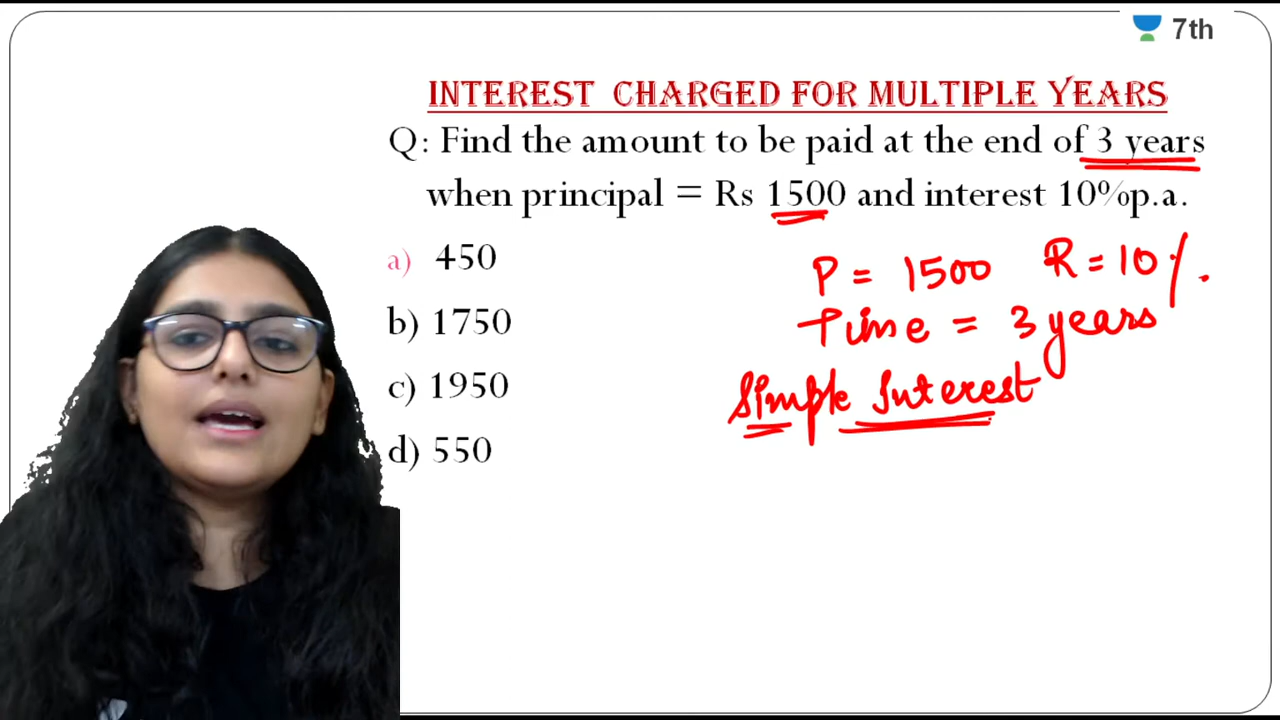 7th
INTEREST CHARGED FOR MULTIPLE YEARS
Q: Find the amount to be paid at the end of 3 years
when principal = Rs 1500 and interest 10%p.a.
a) 450
b) 1750
c) 1950
d) 550
P = 1500 R = 10%.
Time = 3 years
Simple Interest